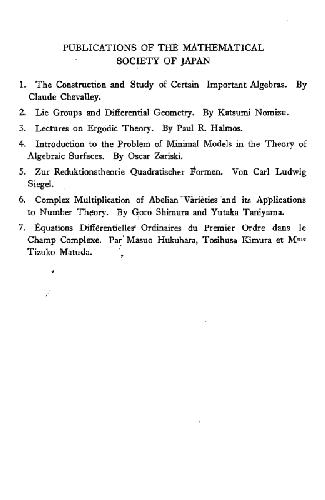 PUBLICATIONS OF THE MATHEMATICAL
SOCIETY OF JAPAN
1. The Construction and Study of Certain Important Algebras. By
Claude Chevalley.
2. Lie Groups and Differential Geometry. By Katsumi Nomizu.
3. Lectures on Ergodic Theory. By Paul R. Halmos.
4. Introduction to the Problem of Minimal Models in the Theory of
Algebraic Surfaces. By Oscar Zariski.
5. Zur Reduktionstheorie Quadratischer Formen. Von Carl Ludwig
Siegel.
6. Complex Multiplication of Abelian Varieties and its Applications
to Number Theory. By Goro Shimura and Yutaka Taniyama.
7. Équations Différentielles Ordinaires du Premier Ordre dans le
Champ Complexe. Par Masuo Hukuhara, Tosihusa Kimura et Mme
Tizuko Matuda.